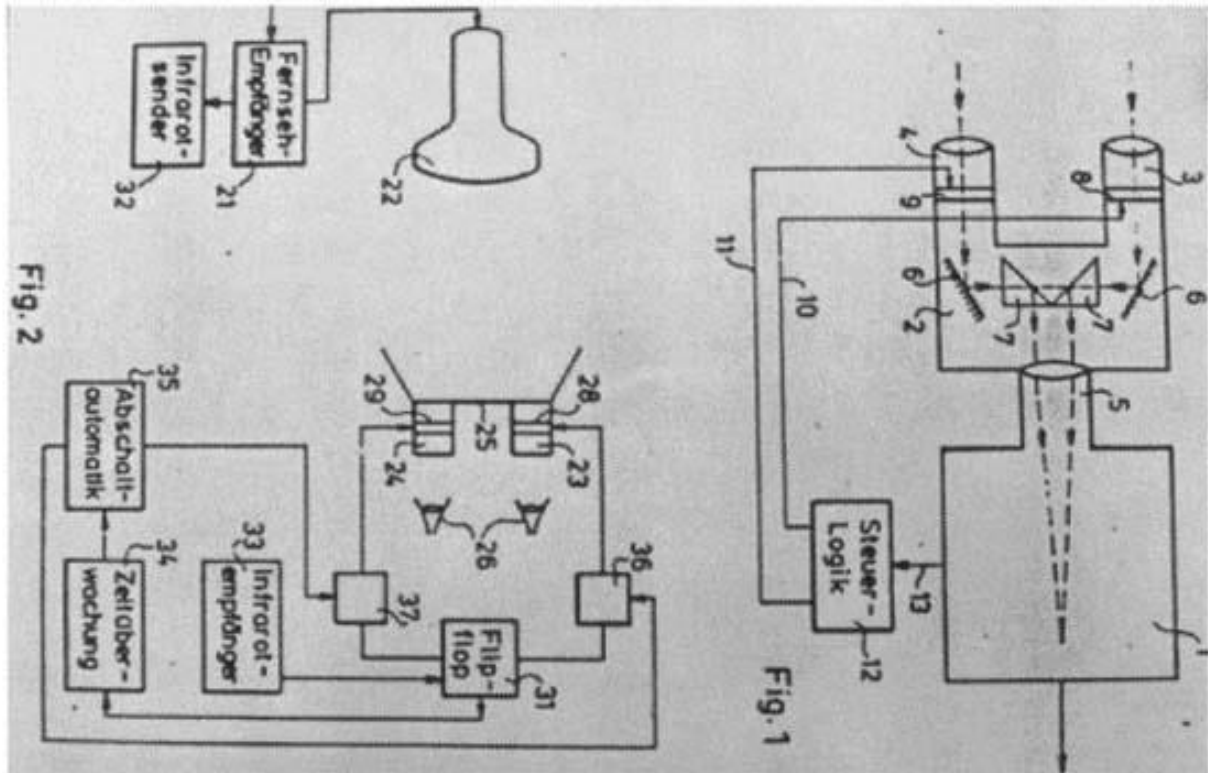 1
3
6
8
7
7
5
4
9
6
2
13
Steuer-
Logik
12
10
11
Fig. 1
36
22
28
23
25
26
29
24
Flip-
flop
31
37
Fernseh-
Empfänger
21
Infrarot-
sender
32
33
Infrarot-
empfänger
35
Abschalt-
automatik
34
Zeitüber-
wachung
Fig. 2